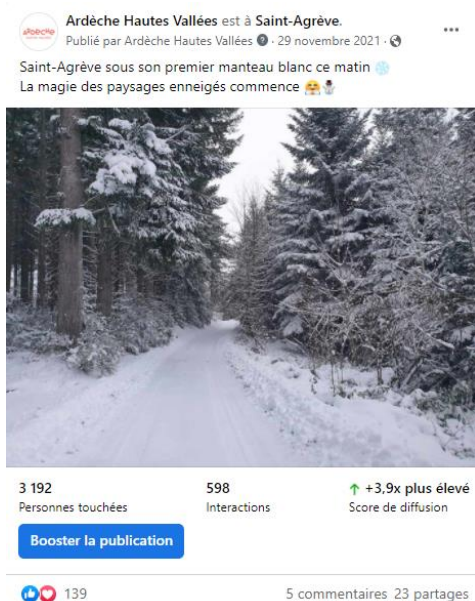 Ardèche Hautes Vallées est à Saint-Agrève.
Publié par Ardèche Hautes Vallées · 29 novembre 2021 ·
Saint-Agrève sous son premier manteau blanc ce matin ❄️
La magie des paysages enneigés commence 🤗⛄
3 192
Personnes touchées
598
Interactions
+3,9x plus élevé
Score de diffusion
Booster la publication
139
5 commentaires 23 partages